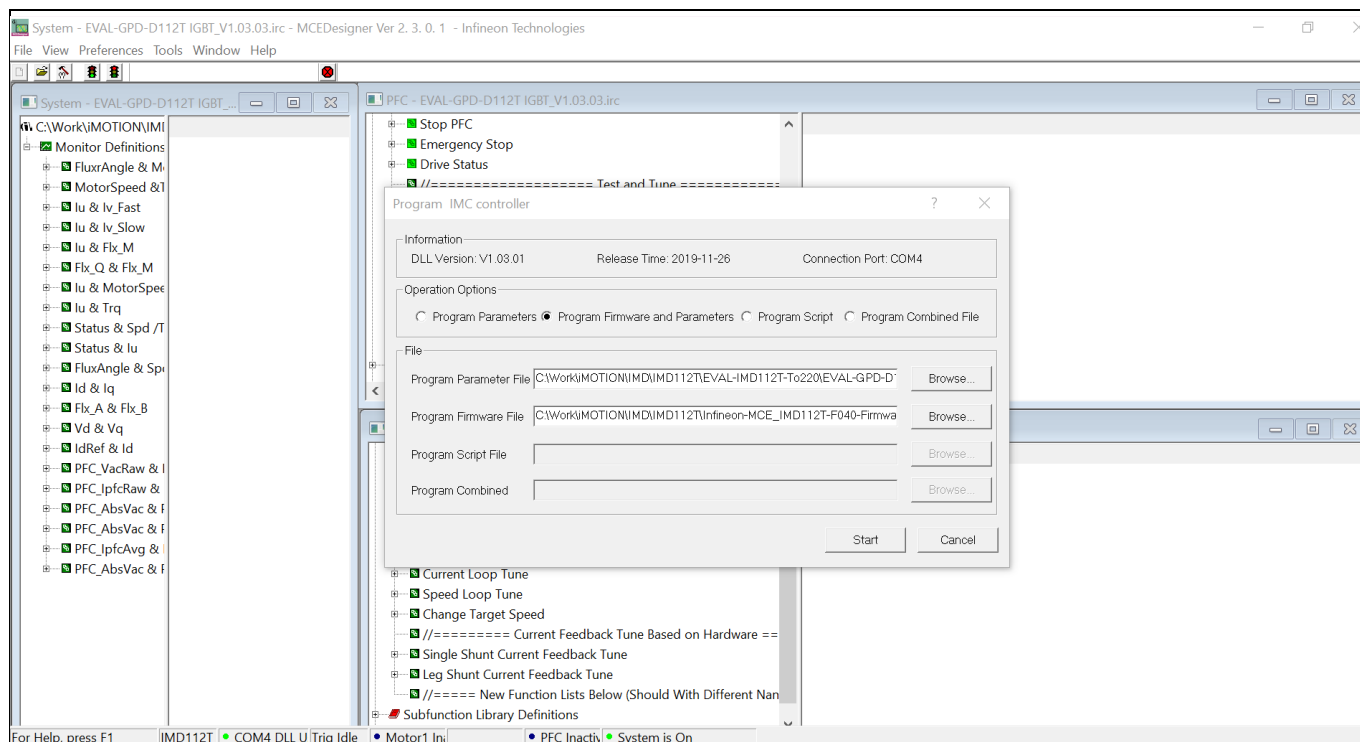 System - EVAL-GPD-D112T IGBT_V1.03.03.irc - MCEDesigner Ver 2. 3. 0. 1 - Infineon Technologies
File View Preferences Tools Window Help
System - EVAL-GPD-D112T IGBT_...
C:\Work\iMOTION\IMI
Monitor Definitions
FluxrAngle & M
MotorSpeed &T
Iu & Iv_Fast
Iu & Iv_Slow
Iu & Flx_M
Flx_Q & Flx_M
Iu & MotorSpee
Iu & Trq
Status & Spd /T
Status & Iu
FluxAngle & Spe
Id & Iq
Flx_A & Flx_B
Vd & Vq
IdRef & Id
PFC_VacRaw & I
PFC_IpfcRaw &
PFC_AbsVac & F
PFC_AbsVac & F
PFC_IpfcAvg &
PFC_AbsVac & F
PFC - EVAL-GPD-D112T IGBT_V1.03.03.irc
Stop PFC
Emergency Stop
Drive Status
//=================== Test and Tune ============
Program IMC controller
Information
DLL Version: V1.03.01 Release Time: 2019-11-26 Connection Port: COM4
Operation Options
Program Parameters Program Firmware and Parameters Program Script Program Combined File
File
Program Parameter File C:\Work\iMOTION\IMD\IMD112T\EVAL-IMD112T-To220\EVAL-GPD-D1 Browse...
Program Firmware File C:\Work\iMOTION\IMD\IMD112T\Infineon-MCE_IMD112T-F040-Firmwa Browse...
Program Script File Browse...
Program Combined Browse...
Start Cancel
Current Loop Tune
Speed Loop Tune
Change Target Speed
//========= Current Feedback Tune Based on Hardware ==
Single Shunt Current Feedback Tune
Leg Shunt Current Feedback Tune
//===== New Function Lists Below (Should With Different Nan
Subfunction Library Definitions
For Help, press F1 IMD112T COM4 DLL U Trig Idle Motor1 In PFC Inactiv System is On